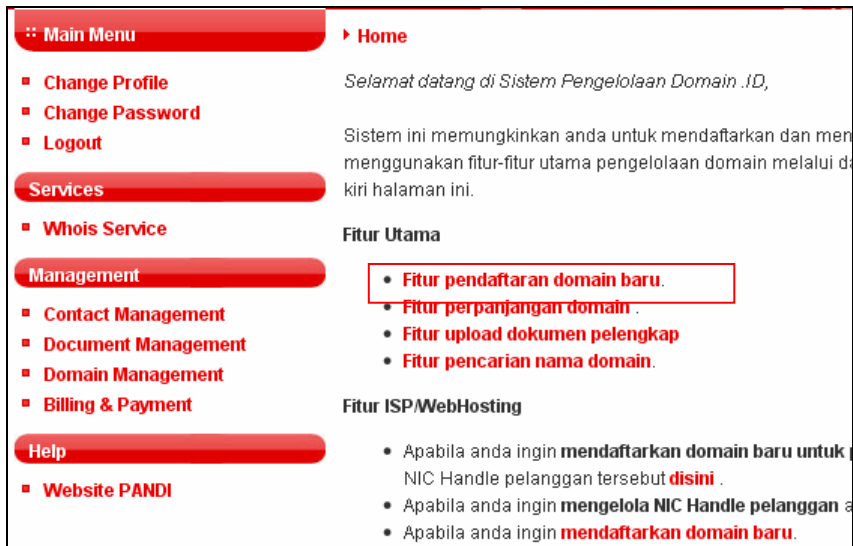 :: Main Menu
Change Profile
Change Password
Logout
Services
Whois Service
Management
Contact Management
Document Management
Domain Management
Billing & Payment
Help
Website PANDI
Home
Selamat datang di Sistem Pengelolaan Domain .ID,
Sistem ini memungkinkan anda untuk mendaftarkan dan men
menggunakan fitur-fitur utama pengelolaan domain melalui da
kiri halaman ini.
Fitur Utama
• Fitur pendaftaran domain baru.
• Fitur perpanjangan domain .
• Fitur upload dokumen pelengkap
• Fitur pencarian nama domain.
Fitur ISP/WebHosting
• Apabila anda ingin mendaftarkan domain baru untuk
NIC Handle pelanggan tersebut disini .
• Apabila anda ingin mengelola NIC Handle pelanggan a
• Apabila anda ingin mendaftarkan domain baru.